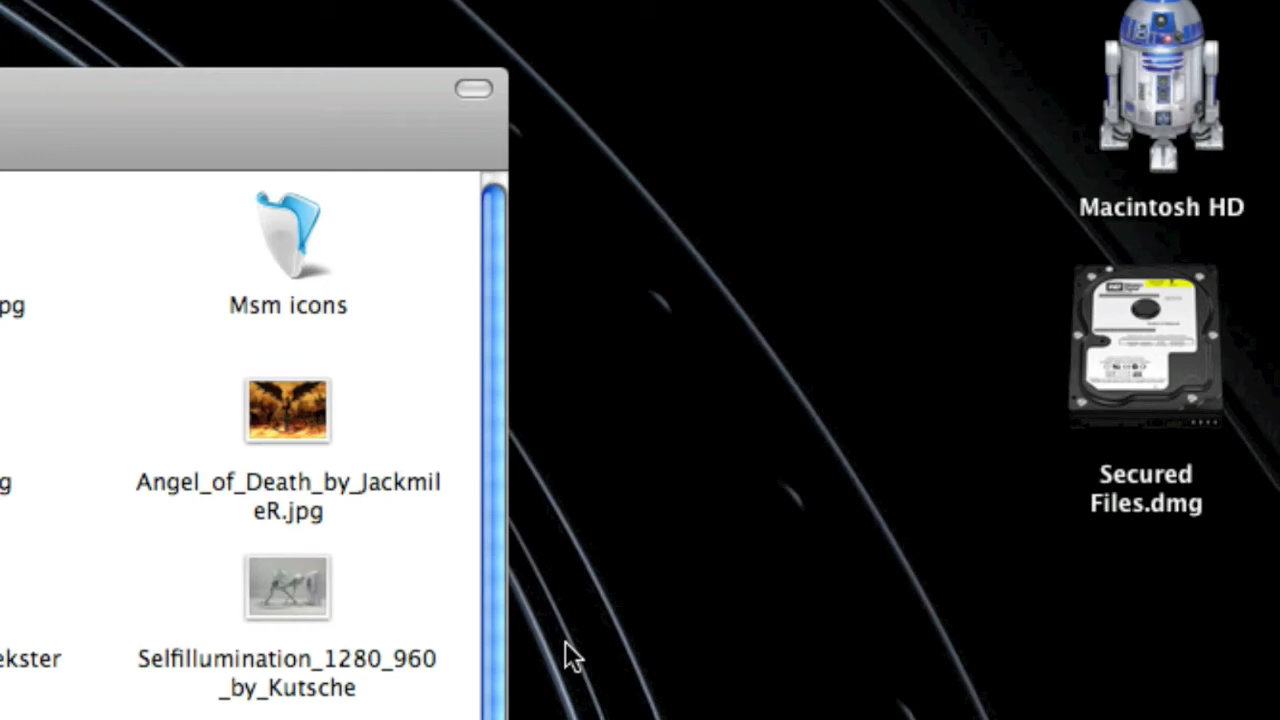 Macintosh HD
pg
Msm icons
Secured
Files.dmg
g
Angel_of_Death_by_Jackmil
eR.jpg
ekster
Selfillumination_1280_960
_by_Kutsche